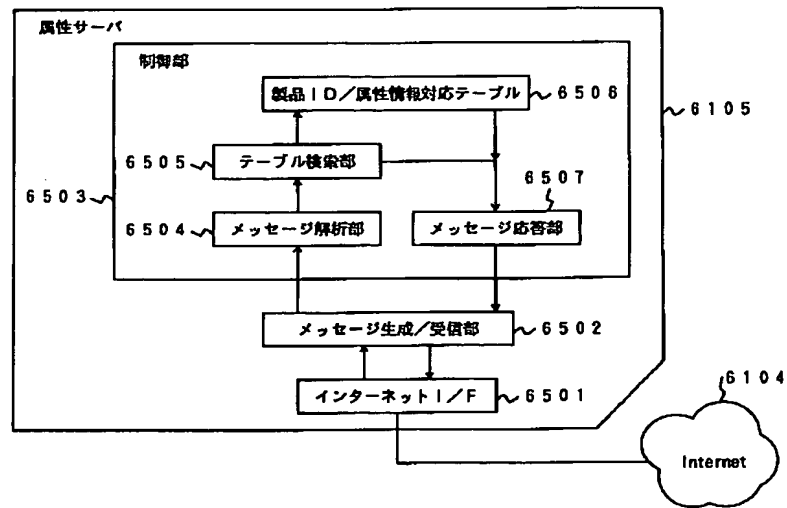 属性サーバ
制御部
製品ID/属性情報対応テーブル
6506
6105
6505
テーブル検索部
6507
6503
6504
メッセージ解析部
メッセージ応答部
メッセージ生成/受信部
6502
インターネットI/F
6501
6104
Internet